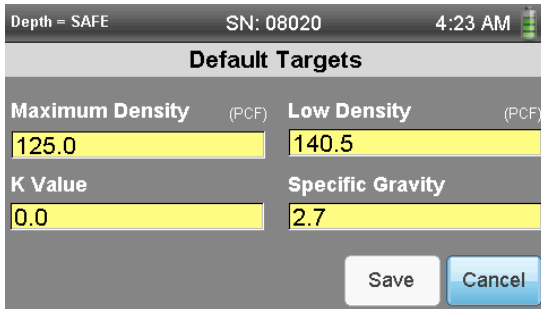 Depth = SAFE SN: 08020 4:23 AM
Default Targets
Maximum Density (PCF) Low Density (PCF)
125.0 140.5
K Value Specific Gravity
0.0 2.7
Save Cancel